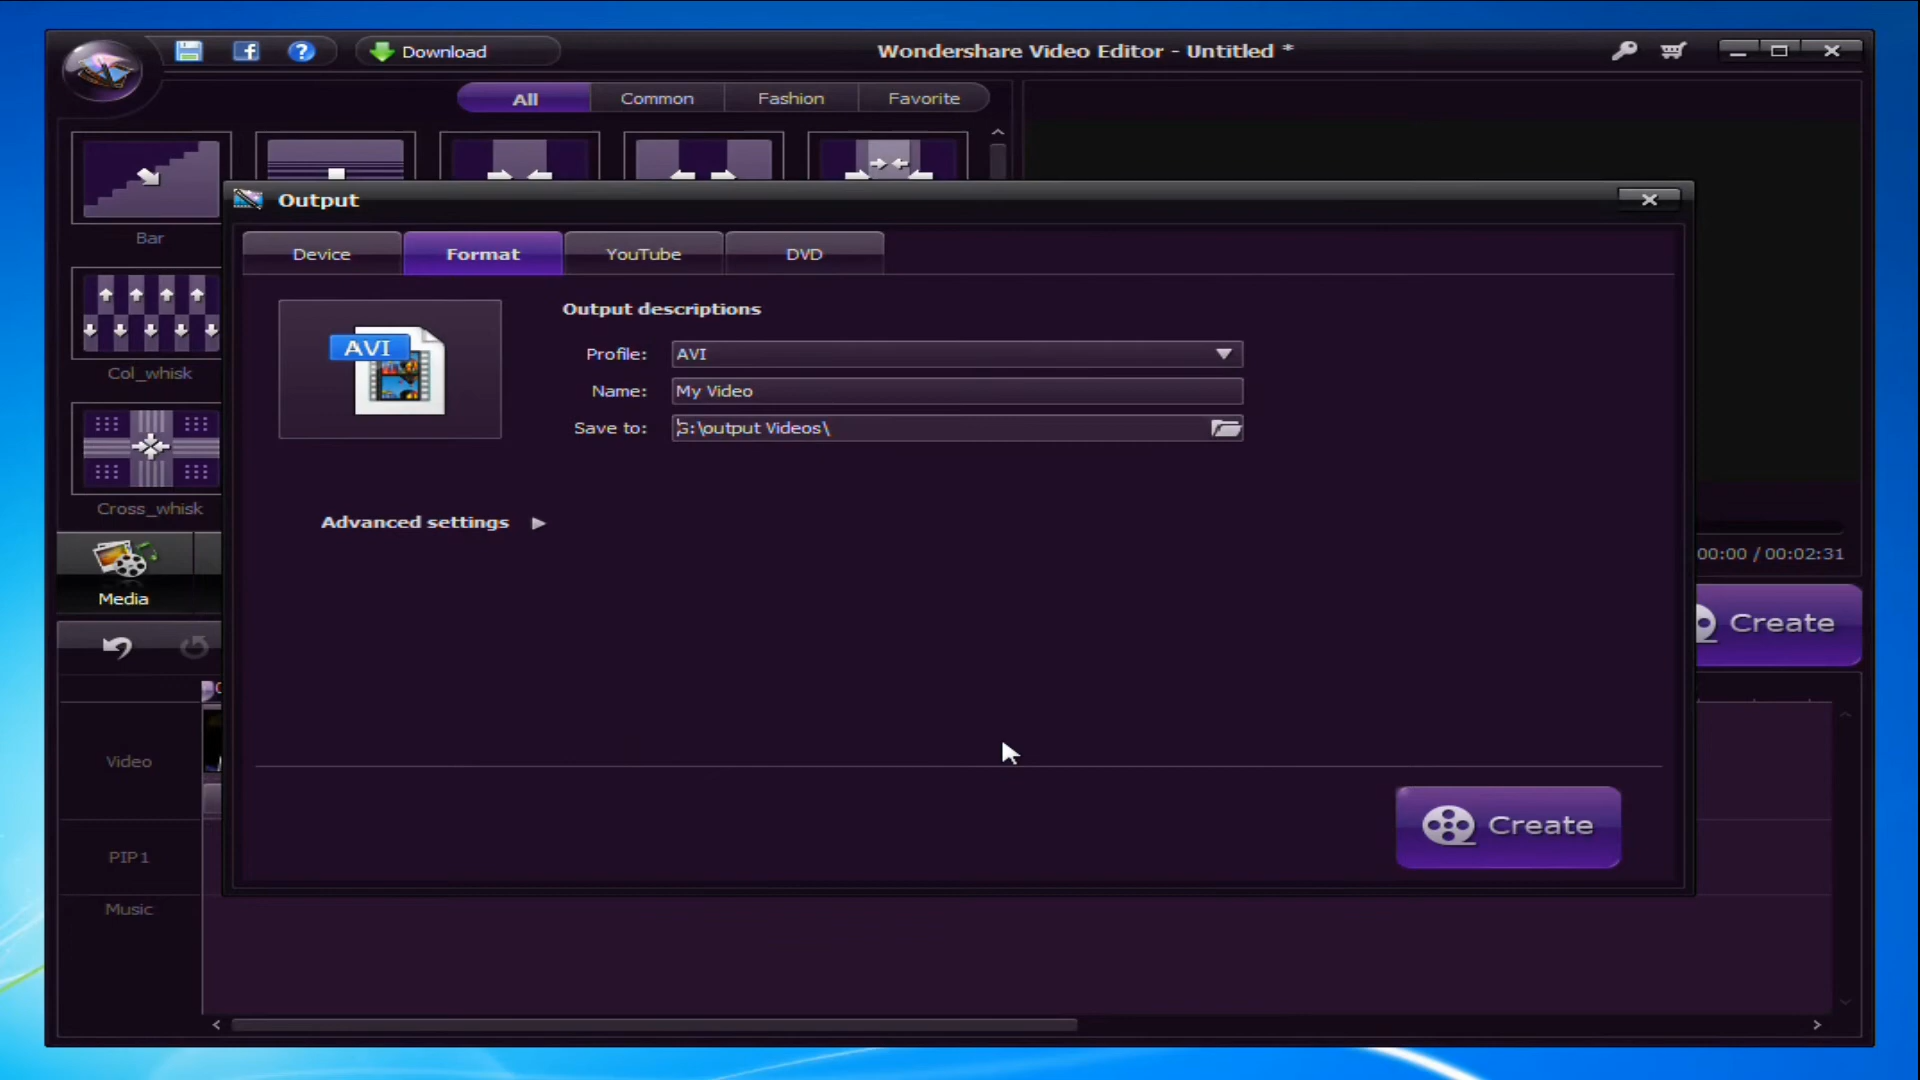 Download
Wondershare Video Editor - Untitled *
All
Common
Fashion
Favorite
Output
Bar
Device
Format
YouTube
DVD
AVI
Output descriptions
Profile:
AVI
Name:
My Video
Save to:
G:\output Videos\
Col_whisk
Cross_whisk
Advanced settings
00:00 / 00:02:31
Media
Create
Video
Create
PIP1
Music